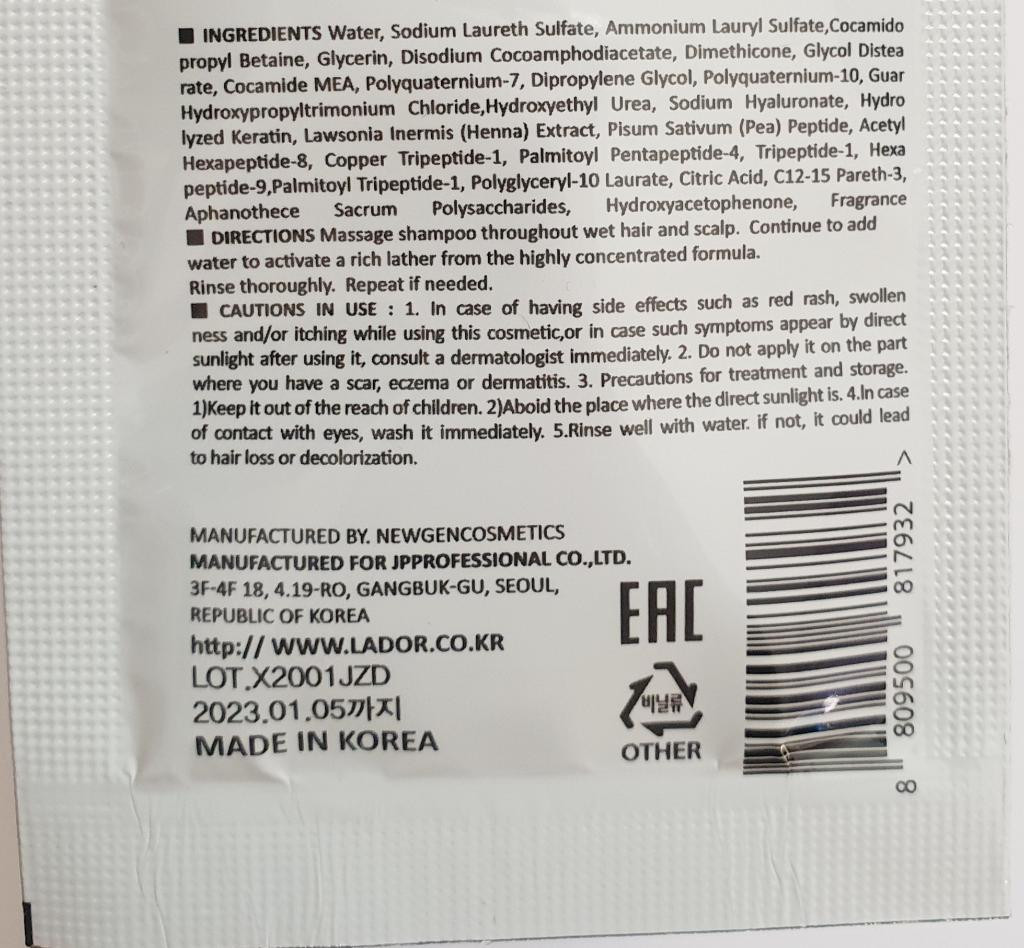 ■ INGREDIENTS Water, Sodium Laureth Sulfate, Ammonium Lauryl Sulfate,Cocamido
propyl Betaine, Glycerin, Disodium Cocoamphodiacetate, Dimethicone, Glycol Distea
rate, Cocamide MEA, Polyquaternium-7, Dipropylene Glycol, Polyquaternium-10, Guar
Hydroxypropyltrimonium Chloride,Hydroxyethyl Urea, Sodium Hyaluronate, Hydro
lyzed Keratin, Lawsonia Inermis (Henna) Extract, Pisum Sativum (Pea) Peptide, Acetyl
Hexapeptide-8, Copper Tripeptide-1, Palmitoyl Pentapeptide-4, Tripeptide-1, Hexa
peptide-9,Palmitoyl Tripeptide-1, Polyglyceryl-10 Laurate, Citric Acid, C12-15 Pareth-3,
Aphanothece Sacrum Polysaccharides, Hydroxyacetophenone, Fragrance
■ DIRECTIONS Massage shampoo throughout wet hair and scalp. Continue to add
water to activate a rich lather from the highly concentrated formula.
Rinse thoroughly. Repeat if needed.
■ CAUTIONS IN USE : 1. In case of having side effects such as red rash, swollen
ness and/or itching while using this cosmetic,or in case such symptoms appear by direct
sunlight after using it, consult a dermatologist immediately. 2. Do not apply it on the part
where you have a scar, eczema or dermatitis. 3. Precautions for treatment and storage.
1)Keep it out of the reach of children. 2)Aboid the place where the direct sunlight is. 4.In case
of contact with eyes, wash it immediately. 5.Rinse well with water. if not, it could lead
to hair loss or decolorization.
MANUFACTURED BY. NEWGENCOSMETICS
MANUFACTURED FOR JPPROFESSIONAL CO.,LTD.
3F-4F 18, 4.19-RO, GANGBUK-GU, SEOUL,
REPUBLIC OF KOREA
http:// WWW.LADOR.CO.KR
LOT.X2001JZD
2023.01.05까지
MADE IN KOREA
EAC
비닐류
OTHER
8 809500 817932 >